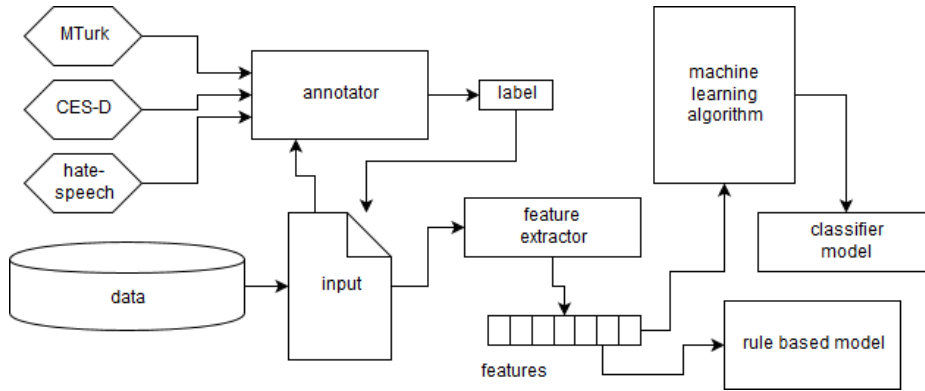 MTurk
CES-D
hate-
speech
annotator
label
machine
learning
algorithm
data
input
feature
extractor
features
classifier
model
rule based model